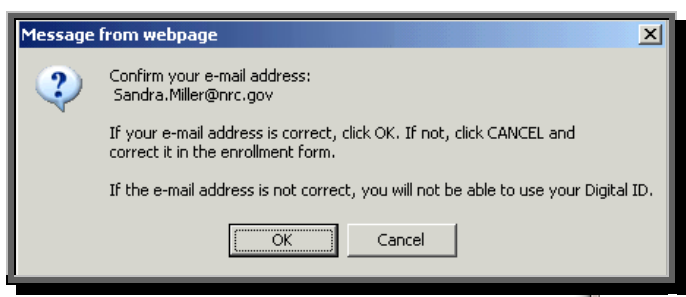 Message from webpage
Confirm your e-mail address:
Sandra.Miller@nrc.gov
If your e-mail address is correct, click OK. If not, click CANCEL and
correct it in the enrollment form.
If the e-mail address is not correct, you will not be able to use your Digital ID.
OK
Cancel